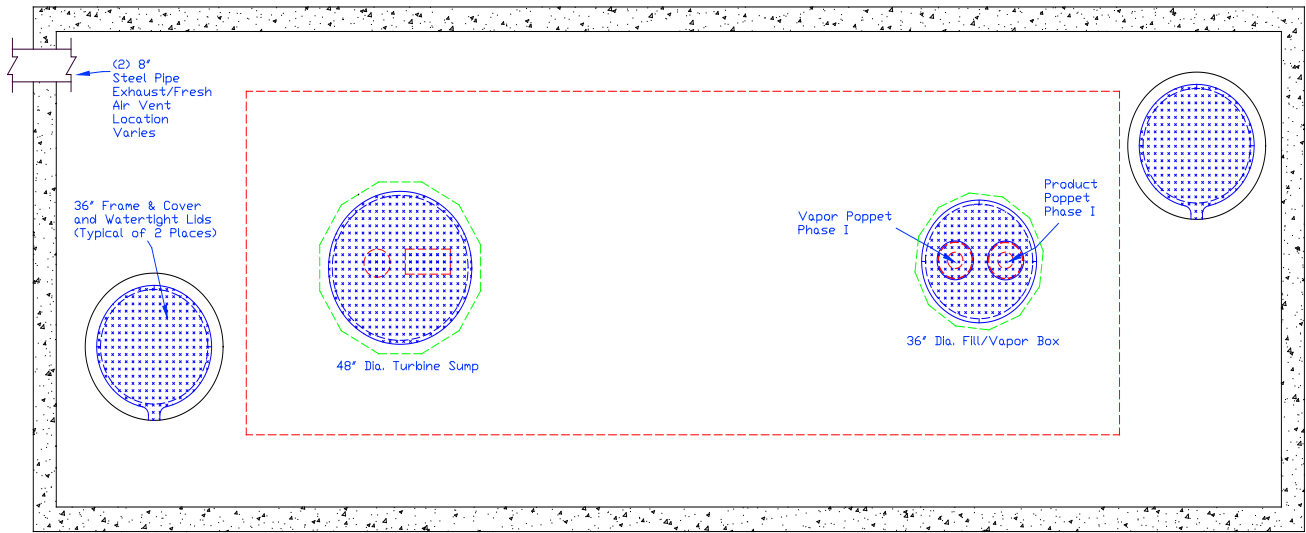 (2) 8"
Steel Pipe
Exhaust/Fresh
Air Vent
Location
Varies
36" Frame & Cover
and Watertight Lids
(Typical of 2 Places)
48" Dia. Turbine Sump
Vapor Poppet
Phase I
Product
Poppet
Phase I
36" Dia. Fill/Vapor Box